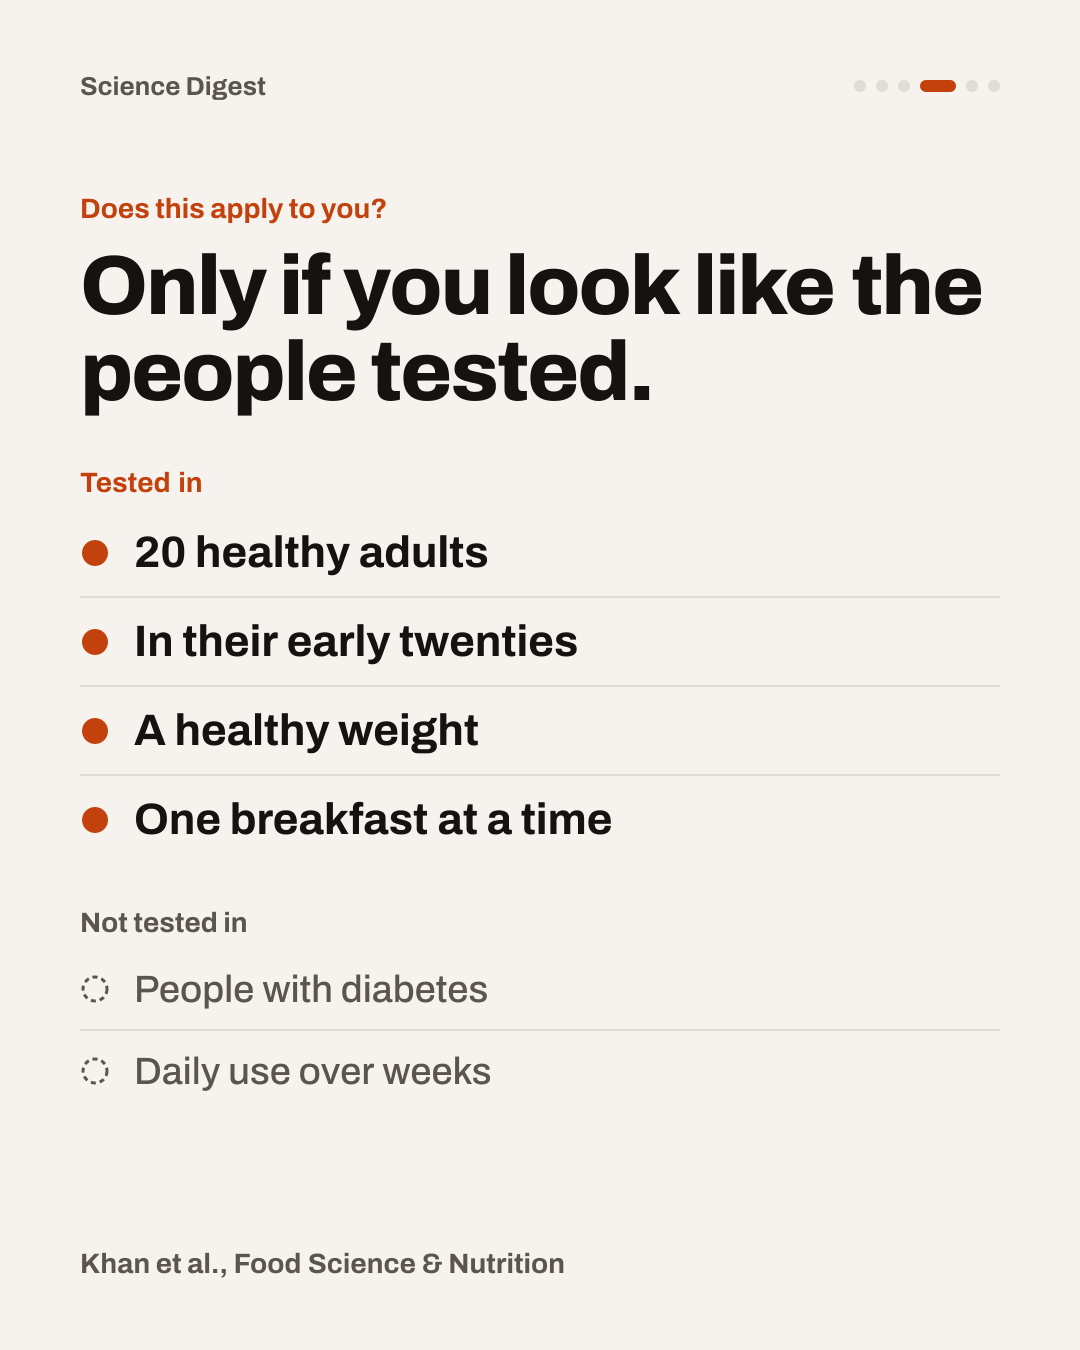 Science Digest
Does this apply to you?
Only if you look like the
people tested.
Tested in
20 healthy adults
In their early twenties
A healthy weight
One breakfast at a time
Not tested in
People with diabetes
Daily use over weeks
Khan et al., Food Science & Nutrition